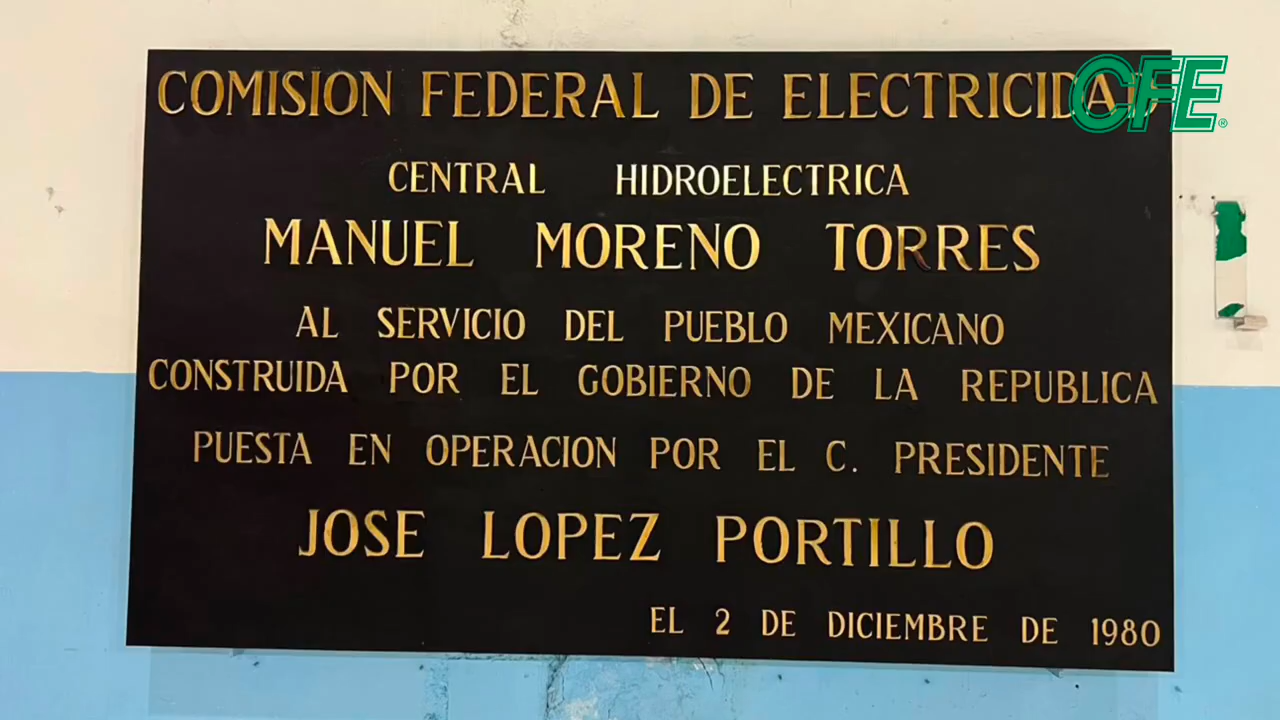 COMISION FEDERAL DE ELECTRICIDAD
CFE®
CENTRAL HIDROELECTRICA
MANUEL MORENO TORRES
AL SERVICIO DEL PUEBLO MEXICANO
CONSTRUIDA POR EL GOBIERNO DE LA REPUBLICA
PUESTA EN OPERACION POR EL C. PRESIDENTE
JOSE LOPEZ PORTILLO
EL 2 DE DICIEMBRE DE 1980